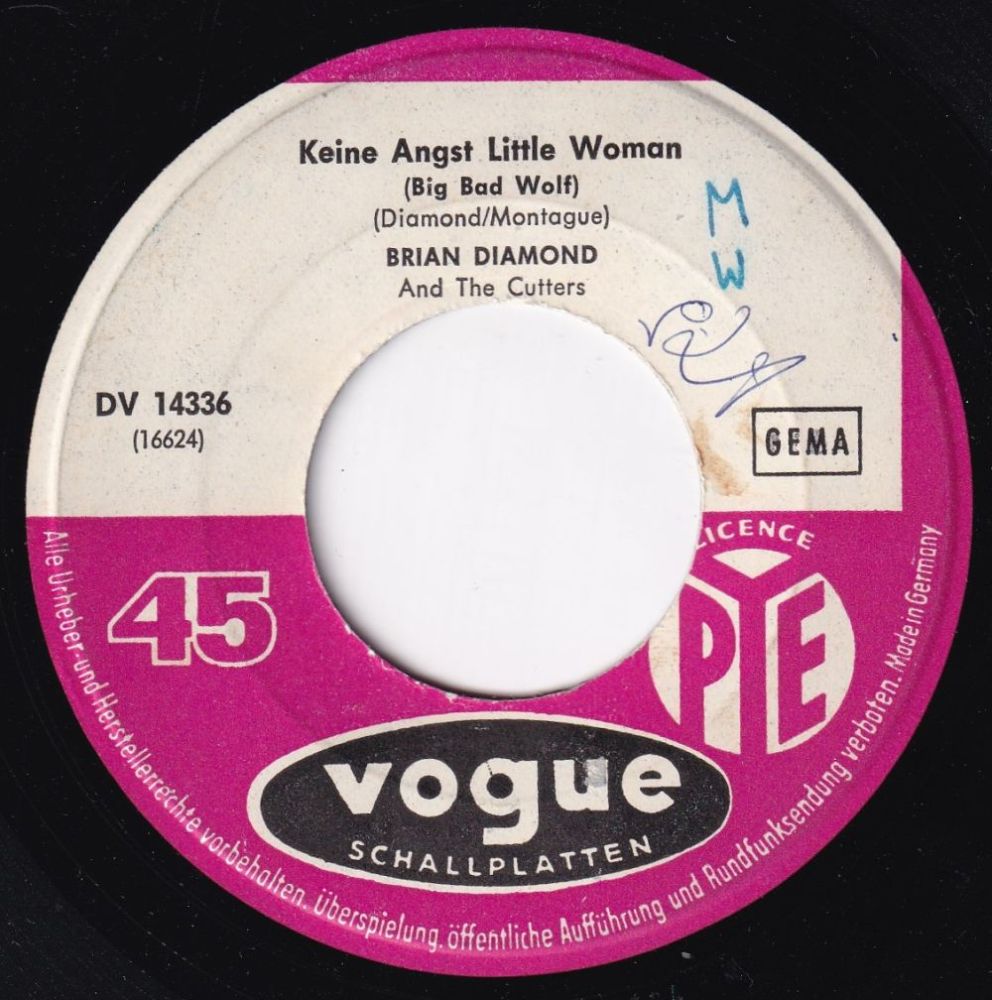 Keine Angst Little Woman
(Big Bad Wolf)
(Diamond/Montague)
BRIAN DIAMOND
And The Cutters
M
W
DV 14336
(16624)
GEMA
45
LICENCE
PYE
vogue
SCHALLPLATTEN
Alle Urheber- und Herstellerrechte vorbehalten. Überspielung, öffentliche Aufführung und Rundfunksendung verboten. Made in Germany